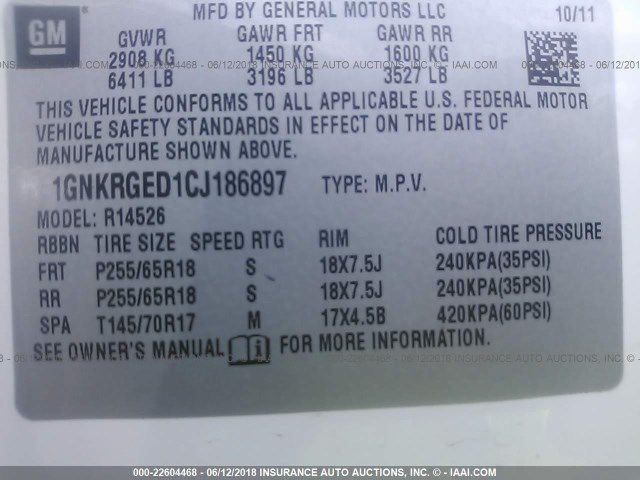 GM
MFD BY GENERAL MOTORS LLC 10/11
GVWR GAWR FRT GAWR RR
2908 KG 1450 KG 1600 KG
6411 LB 3196 LB 3527 LB
THIS VEHICLE CONFORMS TO ALL APPLICABLE U.S. FEDERAL MOTOR
VEHICLE SAFETY STANDARDS IN EFFECT ON THE DATE OF
MANUFACTURE SHOWN ABOVE.
1GNKRGED1CJ186897 TYPE: M.P.V.
MODEL: R14526
RBBN TIRE SIZE SPEED RTG RIM COLD TIRE PRESSURE
FRT P255/65R18 S 18X7.5J 240KPA(35PSI)
RR P255/65R18 S 18X7.5J 240KPA(35PSI)
SPA T145/70R17 M 17X4.5B 420KPA(60PSI)
SEE OWNER'S MANUAL FOR MORE INFORMATION.
000-22604468 - 06/12/2018 INSURANCE AUTO AUCTIONS, INC. © - IAAI.COM